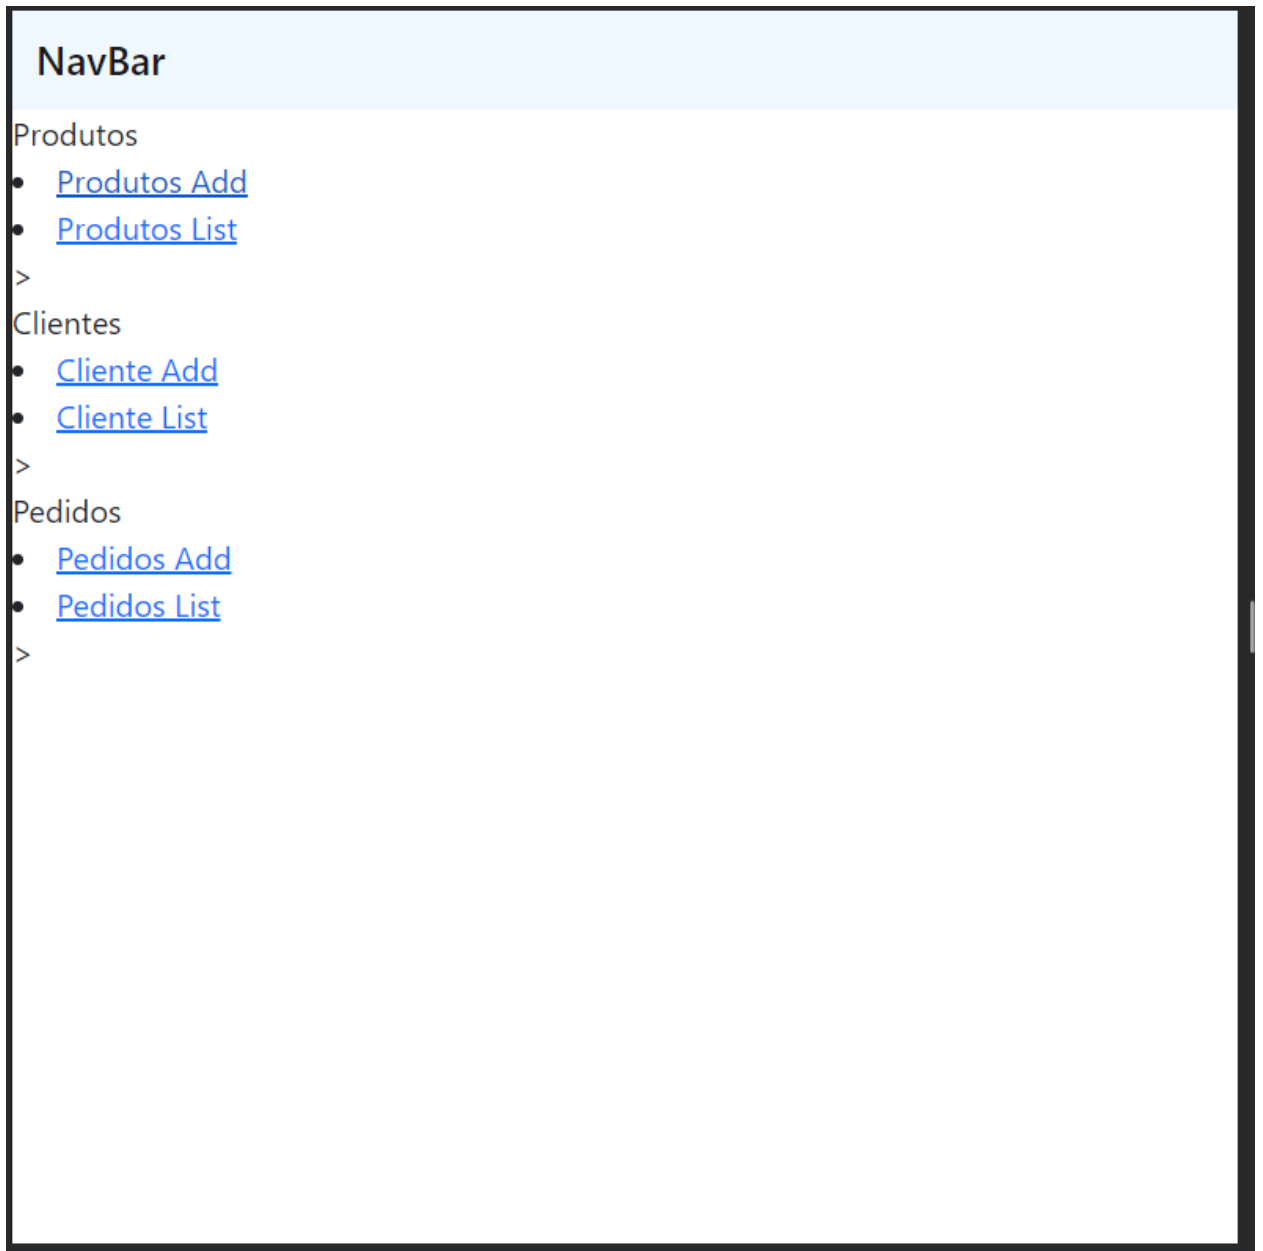 NavBar
Produtos
Produtos Add
Produtos List
>
Clientes
Cliente Add
Cliente List
>
Pedidos
Pedidos Add
Pedidos List
>